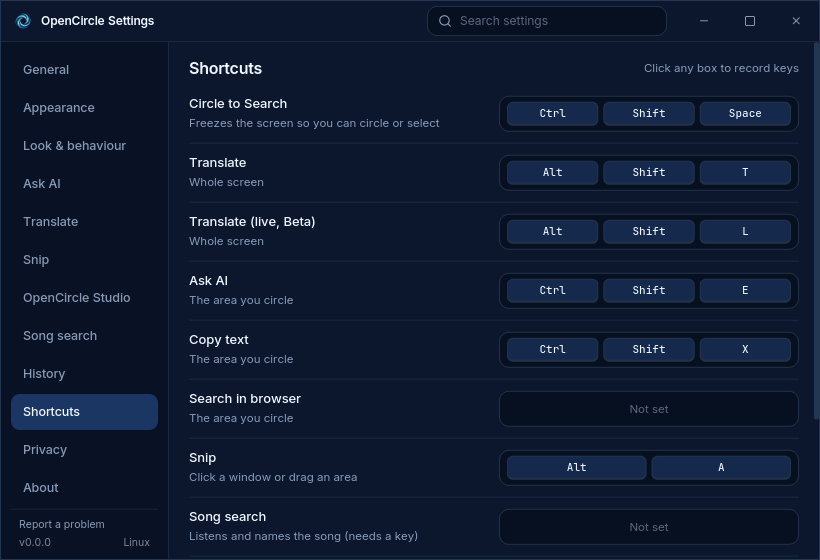 OpenCircle Settings
Search settings
General
Appearance
Look & behaviour
Ask AI
Translate
Snip
OpenCircle Studio
Song search
History
Shortcuts
Privacy
About
Report a problem
v0.0.0 Linux
Shortcuts Click any box to record keys
Circle to Search
Freezes the screen so you can circle or select
Ctrl Shift Space
Translate
Whole screen
Alt Shift T
Translate (live, Beta)
Whole screen
Alt Shift L
Ask AI
The area you circle
Ctrl Shift E
Copy text
The area you circle
Ctrl Shift X
Search in browser
The area you circle
Not set
Snip
Click a window or drag an area
Alt A
Song search
Listens and names the song (needs a key)
Not set